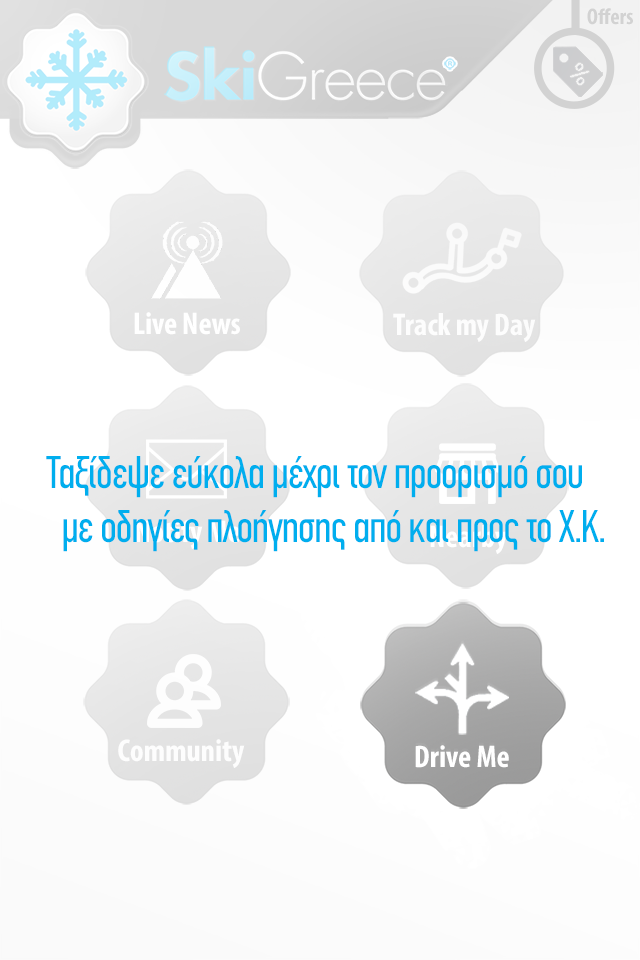 Offers
SkiGreece
Live News
Track my Day
Ταξίδεψε εύκολα μέχρι τον προορισμό σου
με οδηγίες πλοήγησης από και προς το Χ.Κ.
Nearby
Community
Drive Me